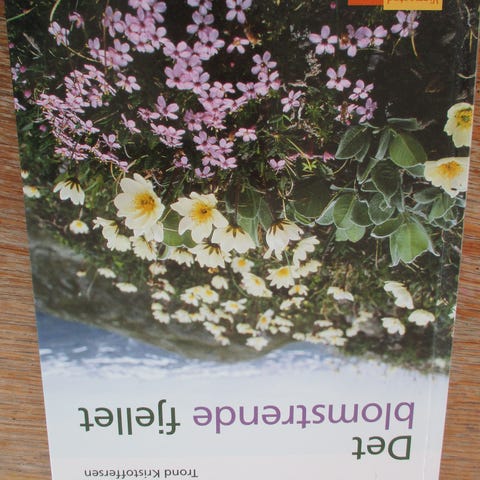 Trond Kristoffersen
Det
blomstrende fjellet